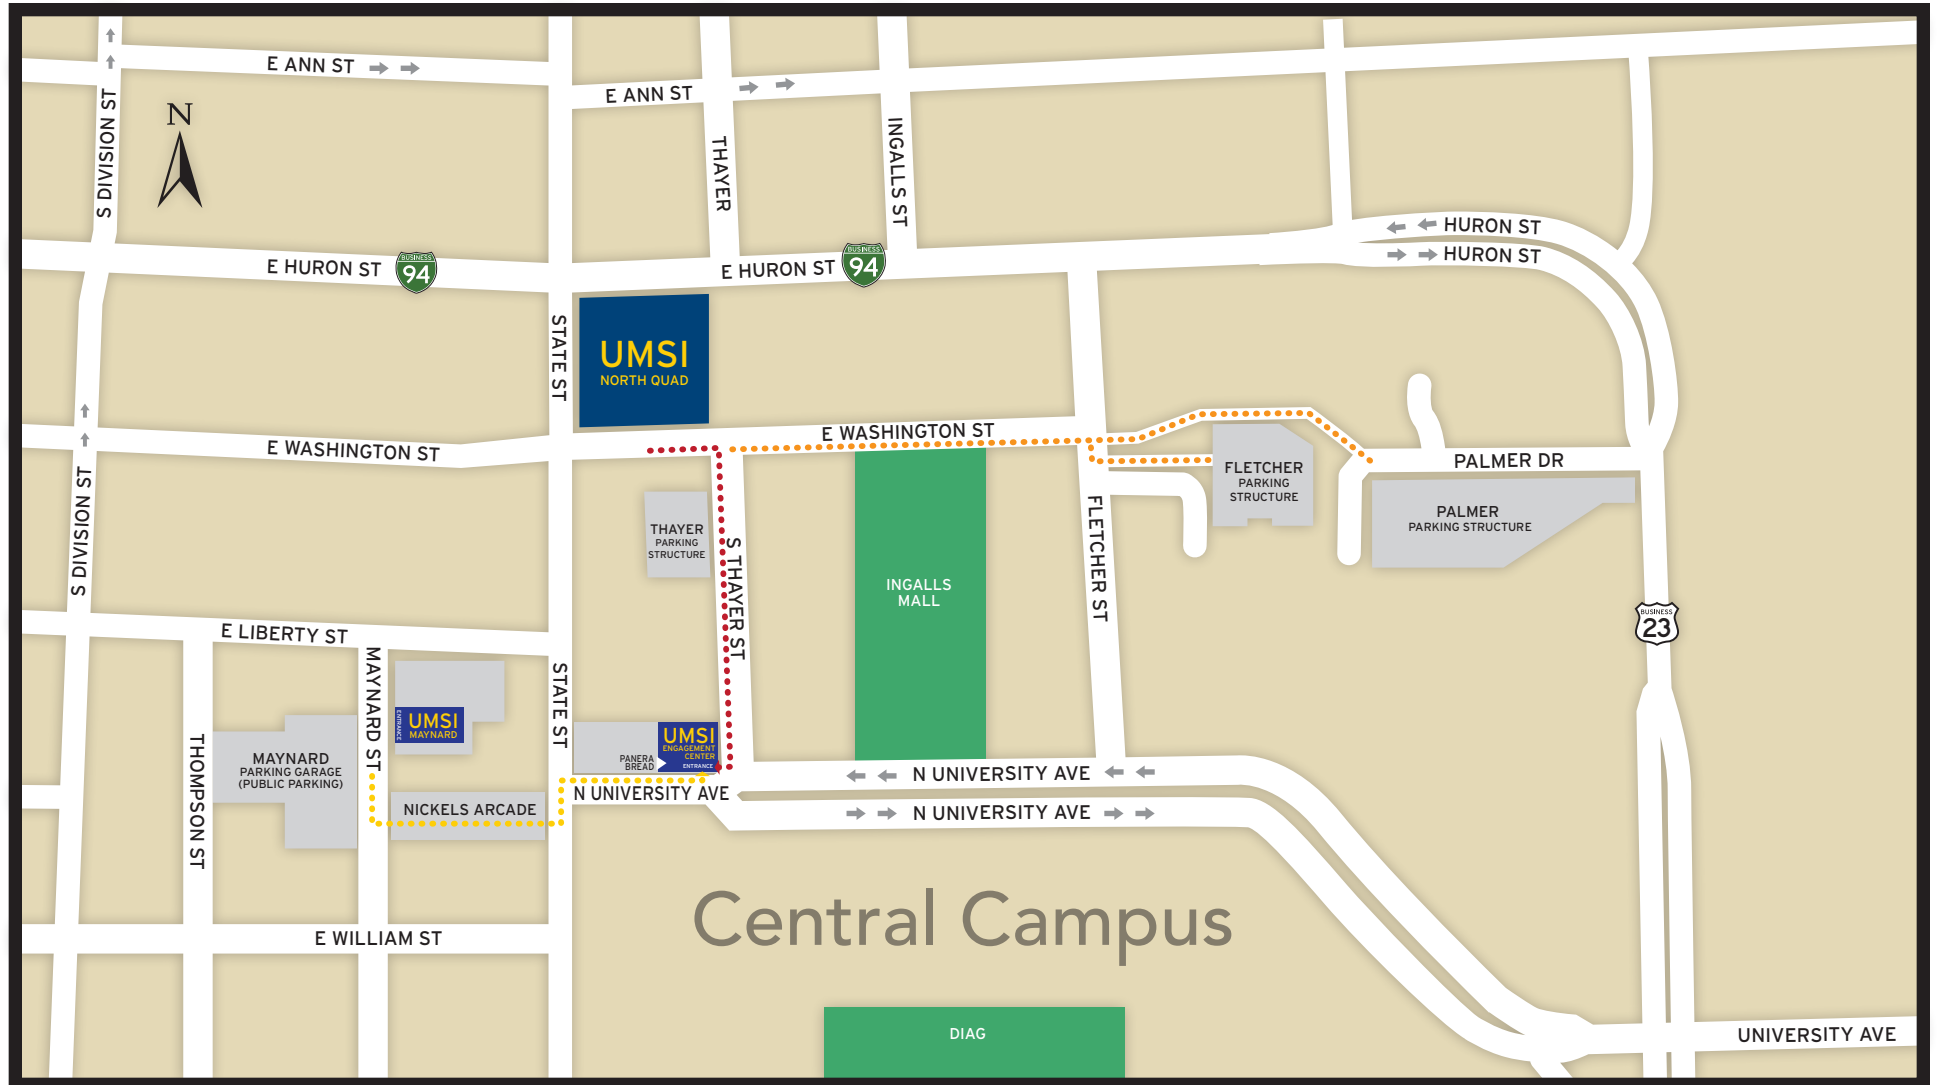 E ANN ST
E ANN ST
N
S DIVISION ST
THAYER
INGALLS ST
HURON ST
HURON ST
E HURON ST
BUSINESS
94
E HURON ST
BUSINESS
94
STATE ST
UMSI
NORTH QUAD
E WASHINGTON ST
E WASHINGTON ST
PALMER DR
FLETCHER
PARKING
STRUCTURE
PALMER
PARKING STRUCTURE
S DIVISION ST
THAYER
PARKING
STRUCTURE
S THAYER ST
INGALLS
MALL
FLETCHER ST
BUSINESS
23
E LIBERTY ST
MAYNARD ST
STATE ST
ENTRANCE
UMSI
MAYNARD
THOMPSON ST
MAYNARD
PARKING GARAGE
(PUBLIC PARKING)
PANERA
BREAD
UMSI
ENGAGEMENT
CENTER
ENTRANCE
N UNIVERSITY AVE
N UNIVERSITY AVE
NICKELS ARCADE
N UNIVERSITY AVE
E WILLIAM ST
Central Campus
DIAG
UNIVERSITY AVE